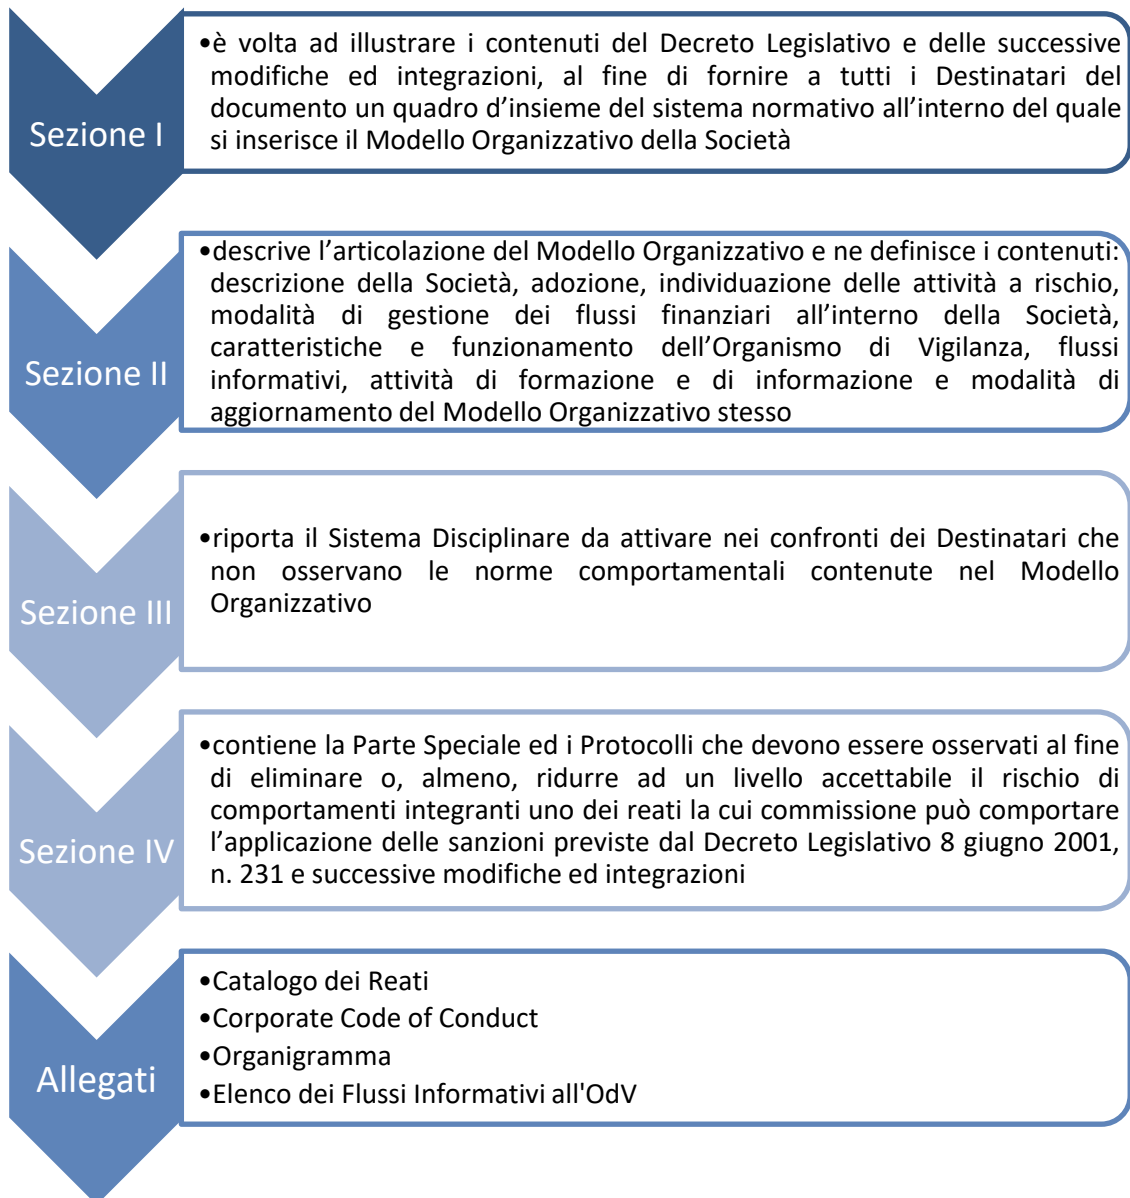 Sezione I
•è volta ad illustrare i contenuti del Decreto Legislativo e delle successive
modifiche ed integrazioni, al fine di fornire a tutti i Destinatari del
documento un quadro d’insieme del sistema normativo all’interno del quale
si inserisce il Modello Organizzativo della Società
Sezione II
•descrive l’articolazione del Modello Organizzativo e ne definisce i contenuti:
descrizione della Società, adozione, individuazione delle attività a rischio,
modalità di gestione dei flussi finanziari all’interno della Società,
caratteristiche e funzionamento dell’Organismo di Vigilanza, flussi
informativi, attività di formazione e di informazione e modalità di
aggiornamento del Modello Organizzativo stesso
Sezione III
•riporta il Sistema Disciplinare da attivare nei confronti dei Destinatari che
non osservano le norme comportamentali contenute nel Modello
Organizzativo
Sezione IV
•contiene la Parte Speciale ed i Protocolli che devono essere osservati al fine
di eliminare o, almeno, ridurre ad un livello accettabile il rischio di
comportamenti integranti uno dei reati la cui commissione può comportare
l’applicazione delle sanzioni previste dal Decreto Legislativo 8 giugno 2001,
n. 231 e successive modifiche ed integrazioni
Allegati
•Catalogo dei Reati
•Corporate Code of Conduct
•Organigramma
•Elenco dei Flussi Informativi all'OdV